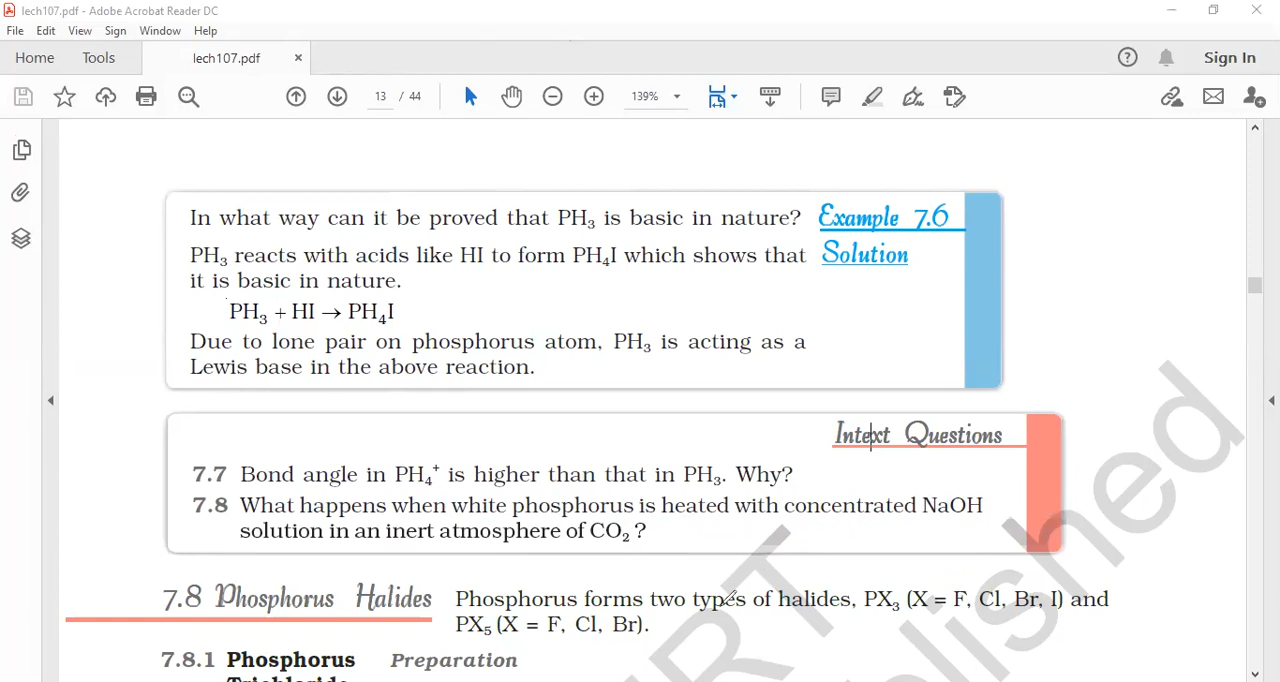 lech107.pdf - Adobe Acrobat Reader DC
File Edit View Sign Window Help
Home Tools lech107.pdf × Sign In
13 / 44 139%
In what way can it be proved that PH₃ is basic in nature? Example 7.6
PH₃ reacts with acids like HI to form PH₄I which shows that Solution
it is basic in nature.
PH₃ + HI → PH₄I
Due to lone pair on phosphorus atom, PH₃ is acting as a
Lewis base in the above reaction.
Intext Questions
7.7 Bond angle in PH₄⁺ is higher than that in PH₃. Why?
7.8 What happens when white phosphorus is heated with concentrated NaOH
solution in an inert atmosphere of CO₂ ?
7.8 Phosphorus Halides Phosphorus forms two types of halides, PX₃ (X = F, Cl, Br, I) and
PX₅ (X = F, Cl, Br).
7.8.1 Phosphorus Preparation